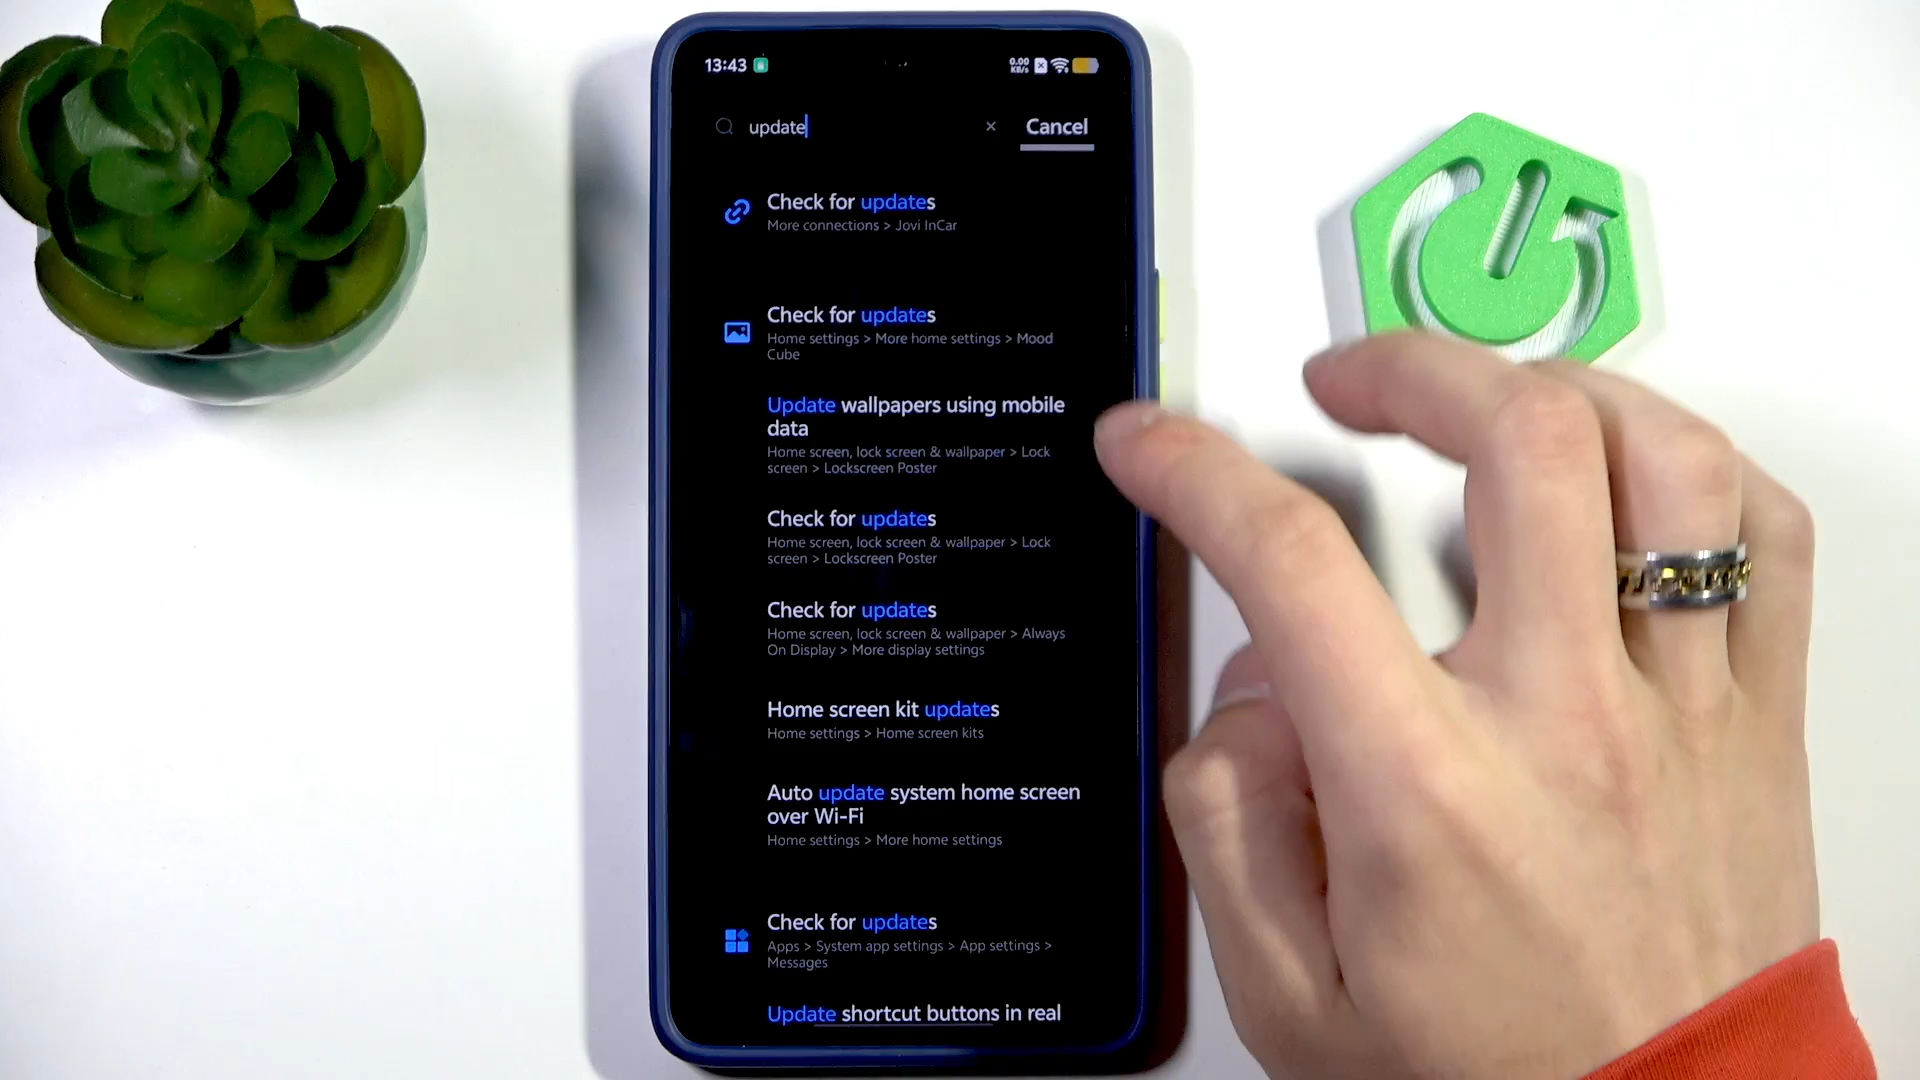 13:43 0.00 KB/s
update × Cancel
Check for updates
More connections > Jovi InCar
Check for updates
Home settings > More home settings > Mood
Cube
Update wallpapers using mobile
data
Home screen, lock screen & wallpaper > Lock
screen > Lockscreen Poster
Check for updates
Home screen, lock screen & wallpaper > Lock
screen > Lockscreen Poster
Check for updates
Home screen, lock screen & wallpaper > Always
On Display > More display settings
Home screen kit updates
Home settings > Home screen kits
Auto update system home screen
over Wi-Fi
Home settings > More home settings
Check for updates
Apps > System app settings > App settings >
Messages
Update shortcut buttons in real